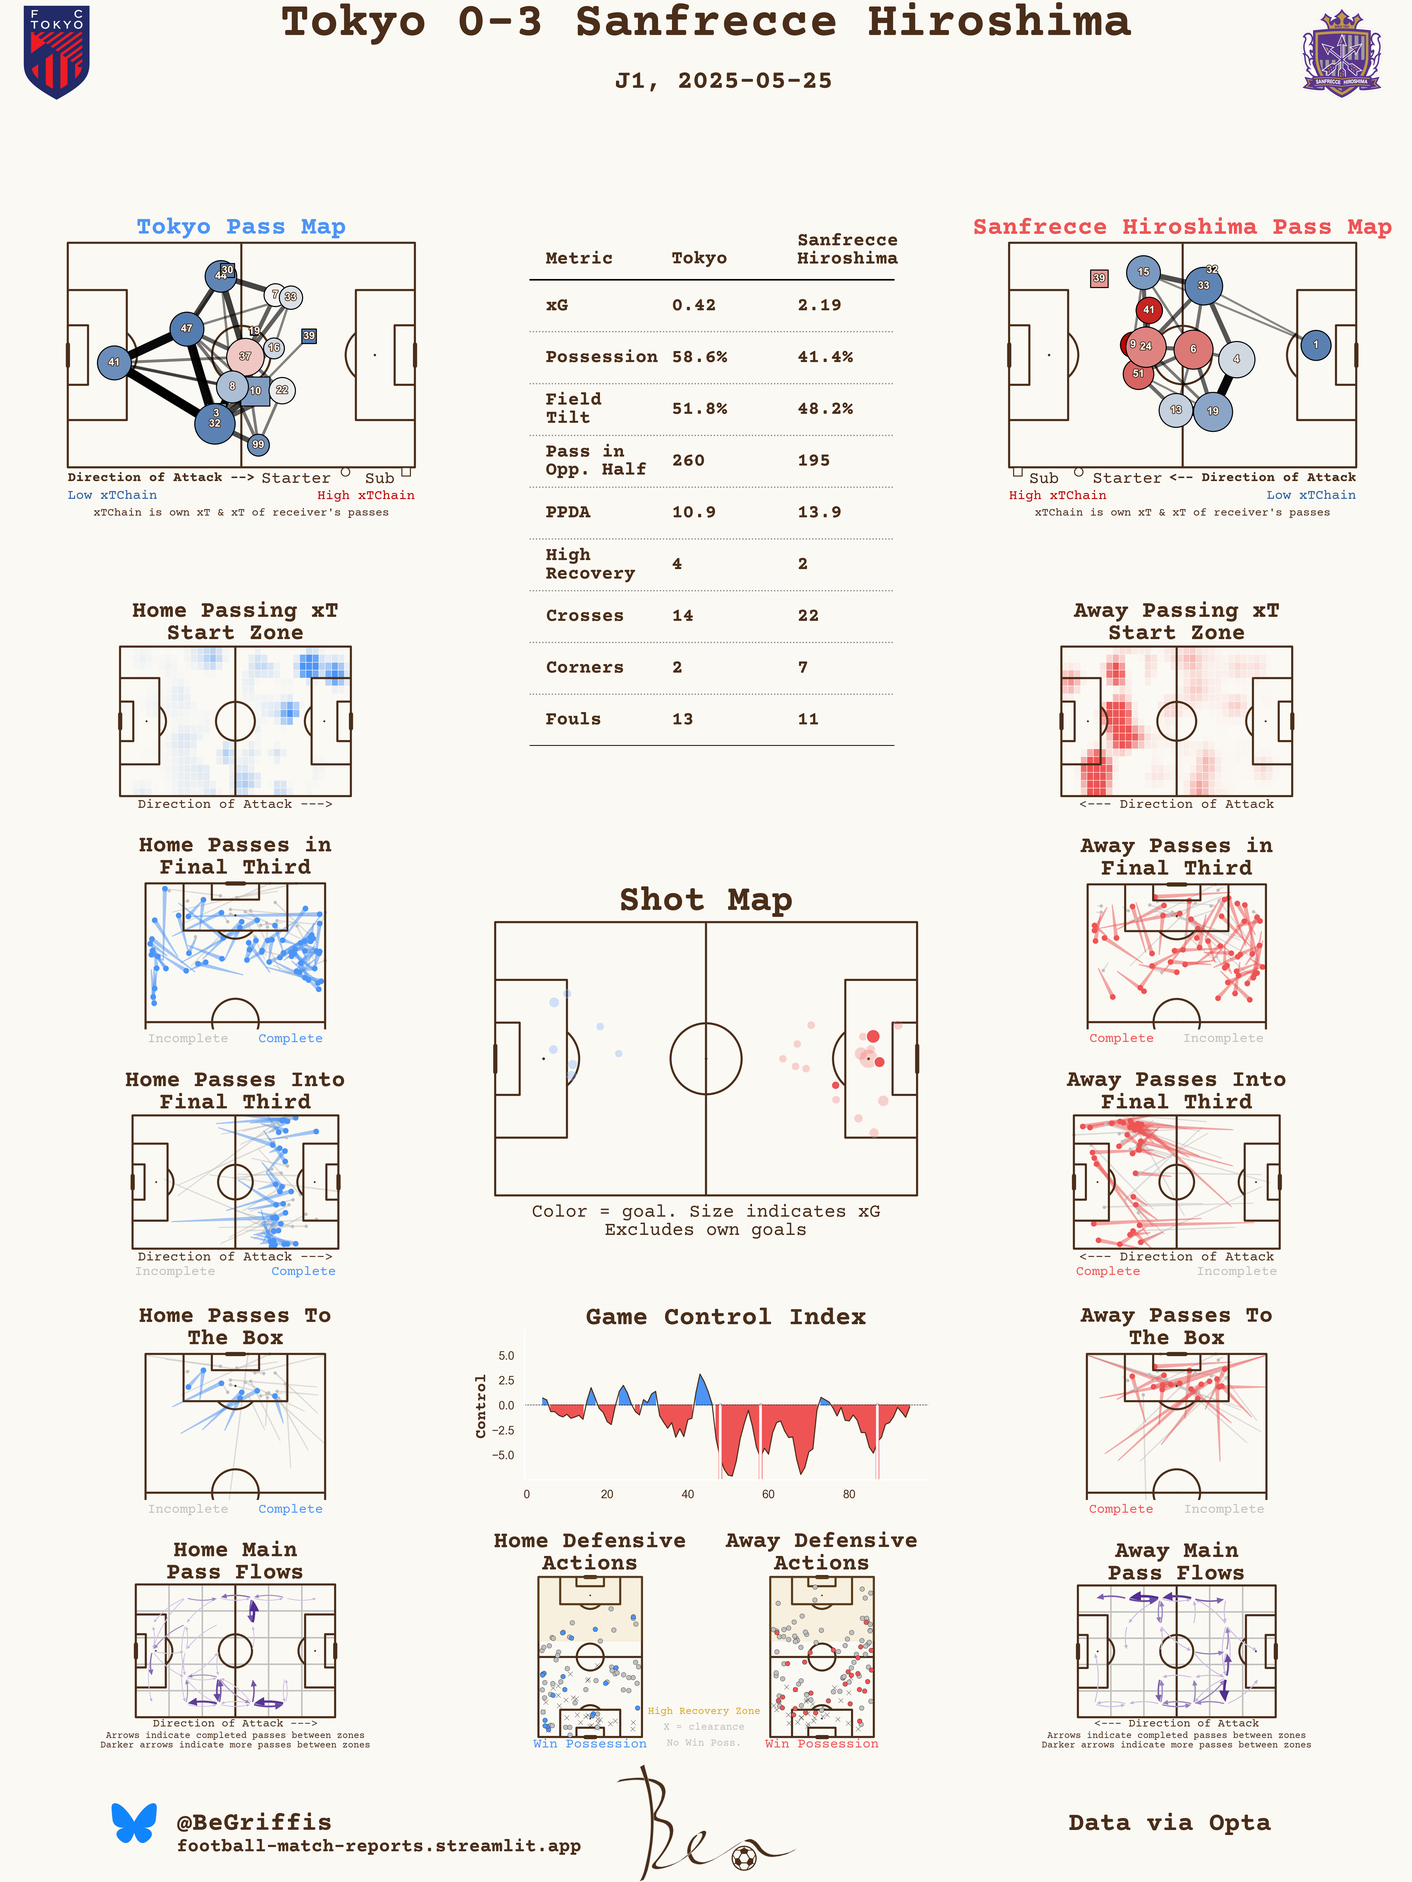 FC
TOKYO
Tokyo 0-3 Sanfrecce Hiroshima
J1, 2025-05-25
SANFRECCE HIROSHIMA
Tokyo Pass Map
44
30
7
33
47
19
39
41
37
16
8
10
22
3
32
99
Direction of Attack --> Starter Sub
Low xTChain High xTChain
xTChain is own xT & xT of receiver's passes
Metric Tokyo Sanfrecce
Hiroshima
xG 0.42 2.19
Possession 58.6% 41.4%
Field
Tilt 51.8% 48.2%
Pass in
Opp. Half 260 195
PPDA 10.9 13.9
High
Recovery 4 2
Crosses 14 22
Corners 2 7
Fouls 13 11
Sanfrecce Hiroshima Pass Map
39
15
32
33
41
9
24
6
4
1
51
13
19
Sub Starter <-- Direction of Attack
High xTChain Low xTChain
xTChain is own xT & xT of receiver's passes
Home Passing xT
Start Zone
Direction of Attack --->
Away Passing xT
Start Zone
<--- Direction of Attack
Home Passes in
Final Third
Incomplete Complete
Shot Map
Color = goal. Size indicates xG
Excludes own goals
Away Passes in
Final Third
Complete Incomplete
Home Passes Into
Final Third
Direction of Attack --->
Incomplete Complete
Away Passes Into
Final Third
<--- Direction of Attack
Complete Incomplete
Home Passes To
The Box
Incomplete Complete
Game Control Index
Control
5.0
2.5
0.0
−2.5
−5.0
0 20 40 60 80
Away Passes To
The Box
Complete Incomplete
Home Main
Pass Flows
Direction of Attack --->
Arrows indicate completed passes between zones
Darker arrows indicate more passes between zones
Home Defensive
Actions
Win Possession
High Recovery Zone
X = clearance
No Win Poss.
Away Defensive
Actions
Win Possession
Away Main
Pass Flows
<--- Direction of Attack
Arrows indicate completed passes between zones
Darker arrows indicate more passes between zones
@BeGriffis
football-match-reports.streamlit.app
Ben
Data via Opta